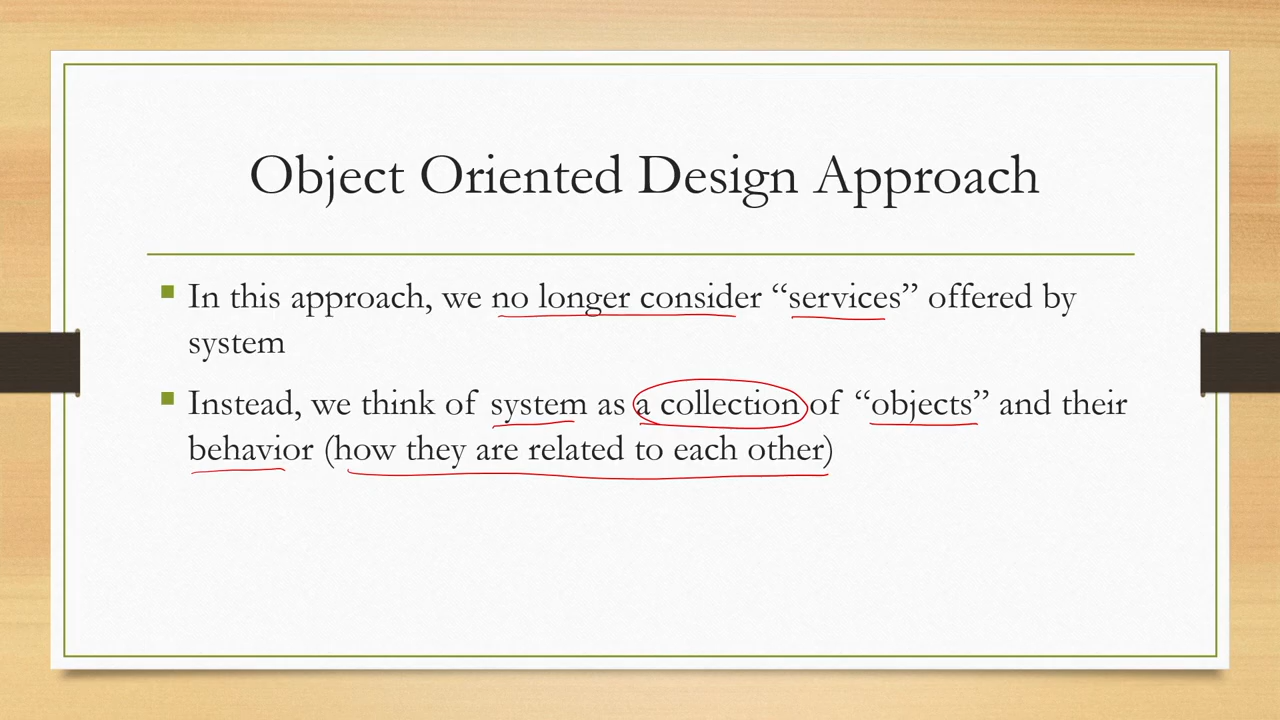 Object Oriented Design Approach
In this approach, we no longer consider “services” offered by
system
Instead, we think of system as a collection of “objects” and their
behavior (how they are related to each other)